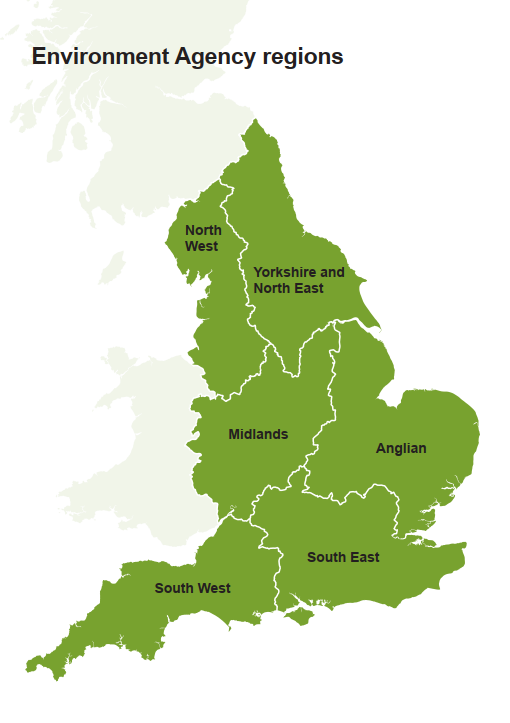 Environment Agency regions
North
West
Yorkshire and
North East
Midlands
Anglian
South East
South West